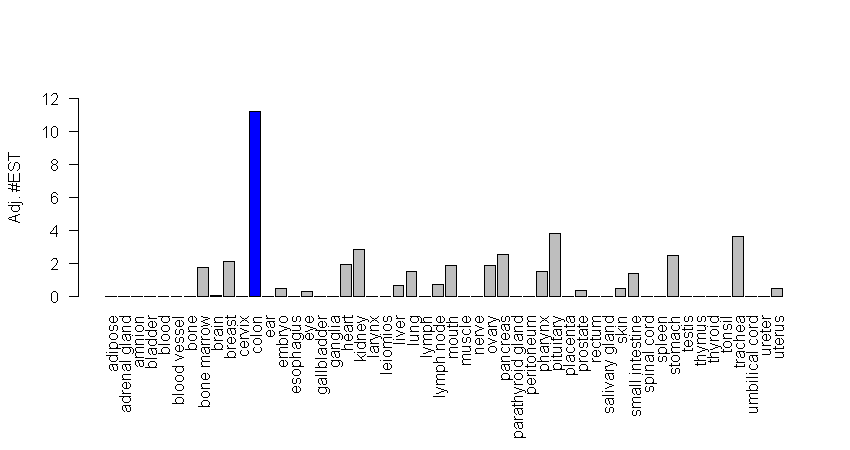 Adj. #EST
12
10
8
6
4
2
0
adipose
adrenal gland
amnion
bladder
blood
blood vessel
bone
bone marrow
brain
breast
cervix
colon
ear
embryo
esophagus
eye
gallbladder
ganglia
heart
kidney
larynx
leiomios
liver
lung
lymph
lymph node
mouth
muscle
nerve
ovary
pancreas
parathyroid gland
peritoneum
pharynx
pituitary
placenta
prostate
rectum
salivary gland
skin
small intestine
spinal cord
spleen
stomach
testis
thymus
thyroid
tonsil
trachea
umbilical cord
ureter
uterus